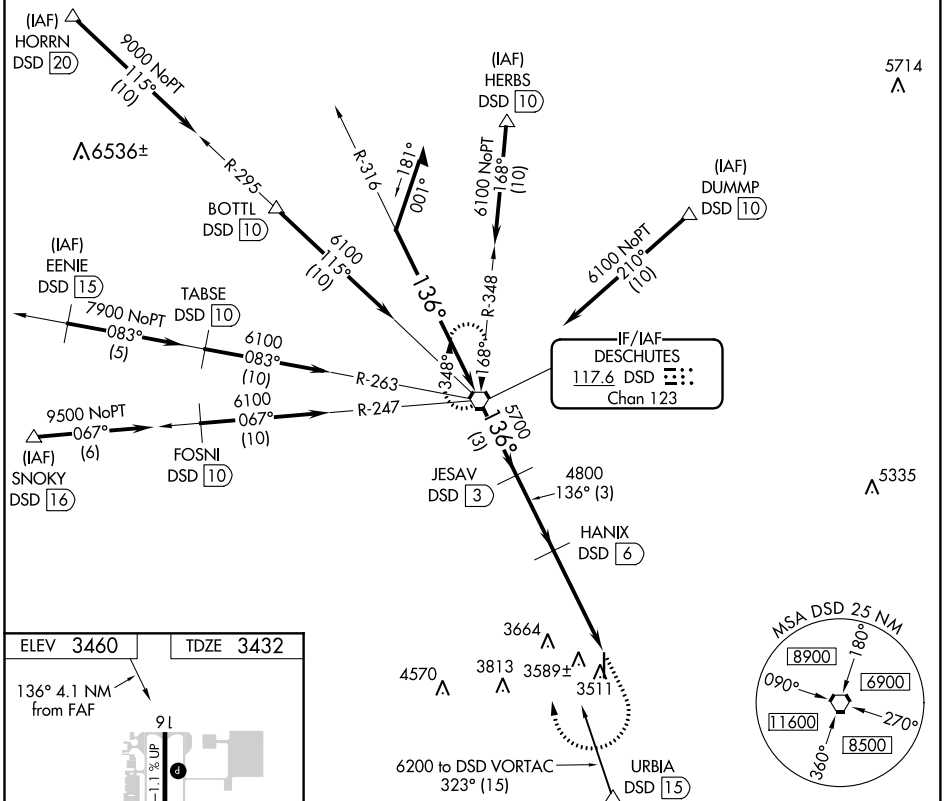 (IAF)
HORRN
DSD 20
9000 NoPT
115°
(10)
(IAF)
HERBS
DSD 10
5714
6536±
R-316
181°
001°
6100 NoPT
168°
(10)
(IAF)
DUMMP
DSD 10
R-295
BOTTL
DSD 10
6100
115°
(10)
136°
R-348
6100 NoPT
210°
(10)
(IAF)
EENIE
DSD 15
7900 NoPT
083°
(5)
TABSE
DSD 10
6100
083°
(10)
R-263
348°
168°
IF/IAF
DESCHUTES
117.6 DSD
Chan 123
9500 NoPT
067°
(6)
(IAF)
SNOKY
DSD 16
6100
067°
(10)
R-247
FOSNI
DSD 10
5700
136°
(3)
JESAV
DSD 3
4800
136° (3)
5335
HANIX
DSD 6
MSA DSD 25 NM
180°
8900
090°
6900
11600
270°
8500
360°
3664
4570
3813
3589±
3511
6200 to DSD VORTAC
323° (15)
URBIA
DSD 15
ELEV 3460
TDZE 3432
136° 4.1 NM
from FAF
16
1.1% UP
P